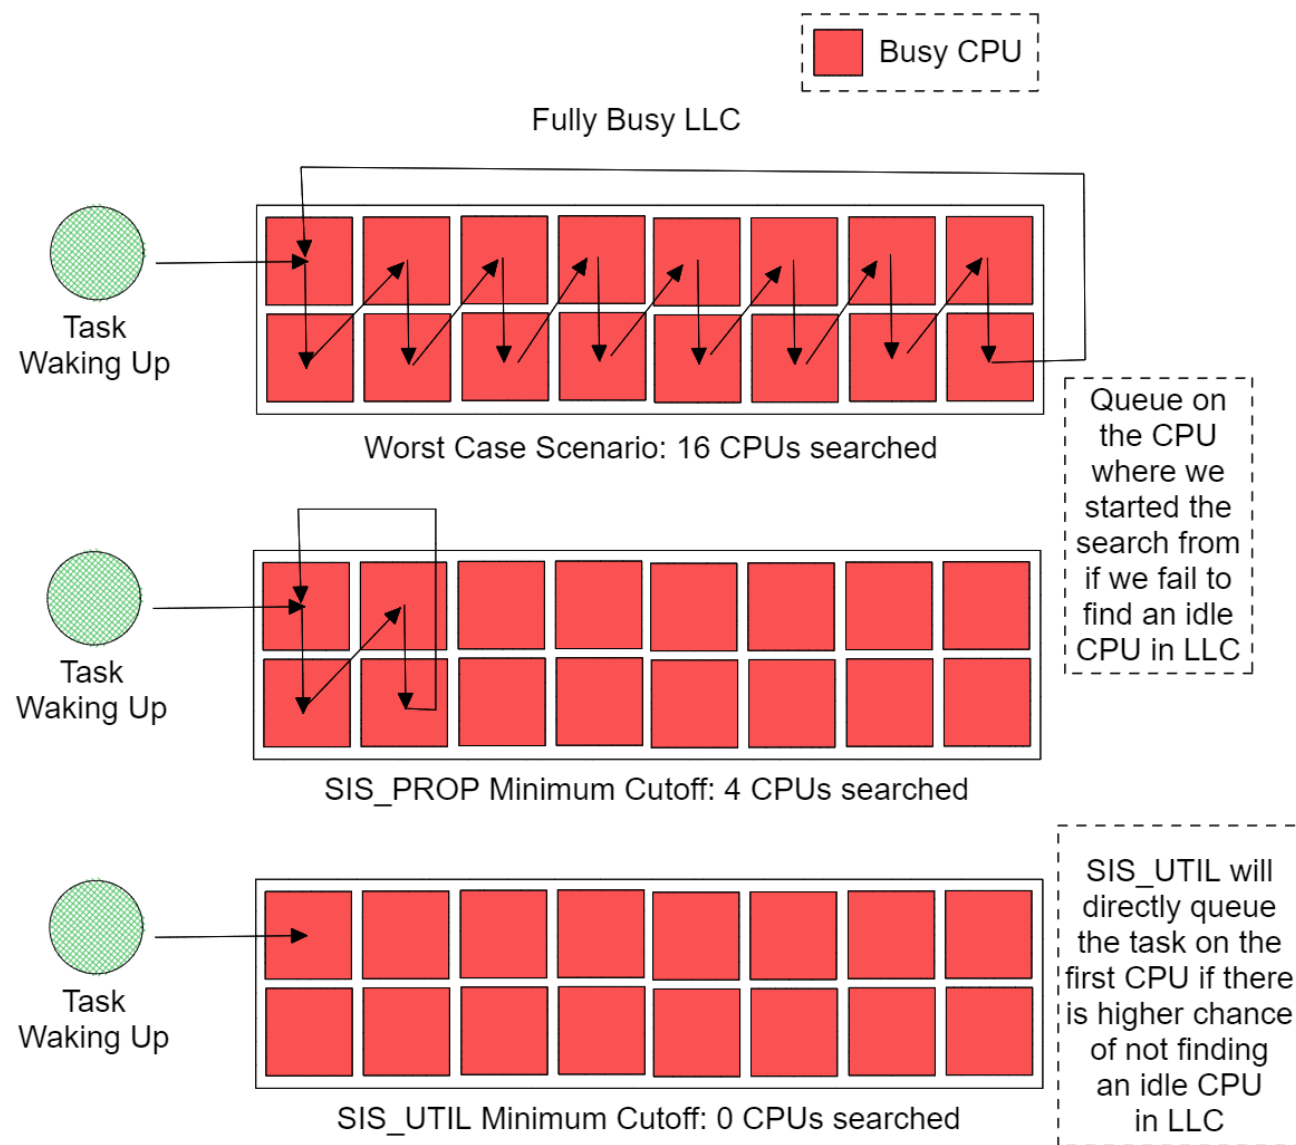 Busy CPU
Fully Busy LLC
Task
Waking Up
Worst Case Scenario: 16 CPUs searched
Queue on
the CPU
where we
started the
search from
if we fail to
find an idle
CPU in LLC
Task
Waking Up
SIS_PROP Minimum Cutoff: 4 CPUs searched
Task
Waking Up
SIS_UTIL will
directly queue
the task on the
first CPU if there
is higher chance
of not finding
an idle CPU
in LLC
SIS_UTIL Minimum Cutoff: 0 CPUs searched